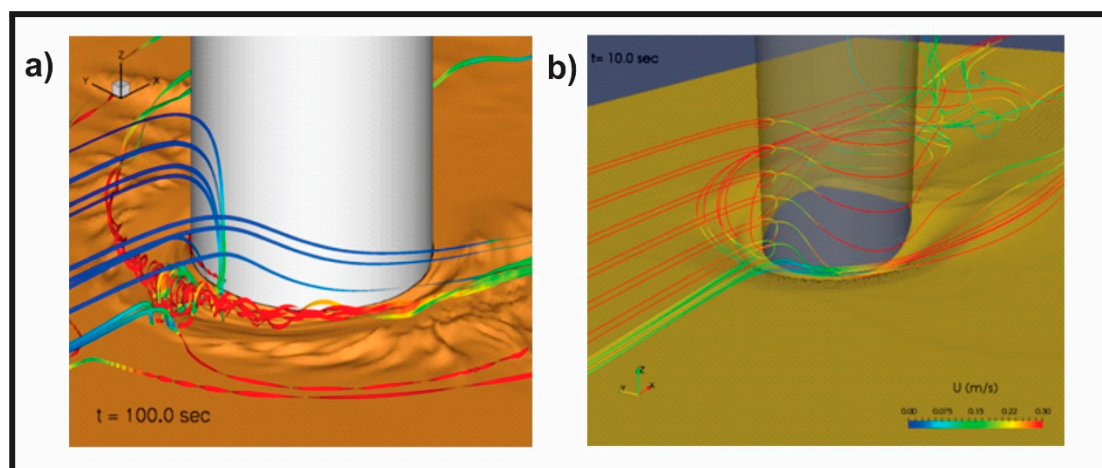 a)
Z
Y
X
t = 100.0 sec
b)
t= 10.0 sec
Z
Y
X
U (m/s)
0.00 0.075 0.15 0.22 0.30